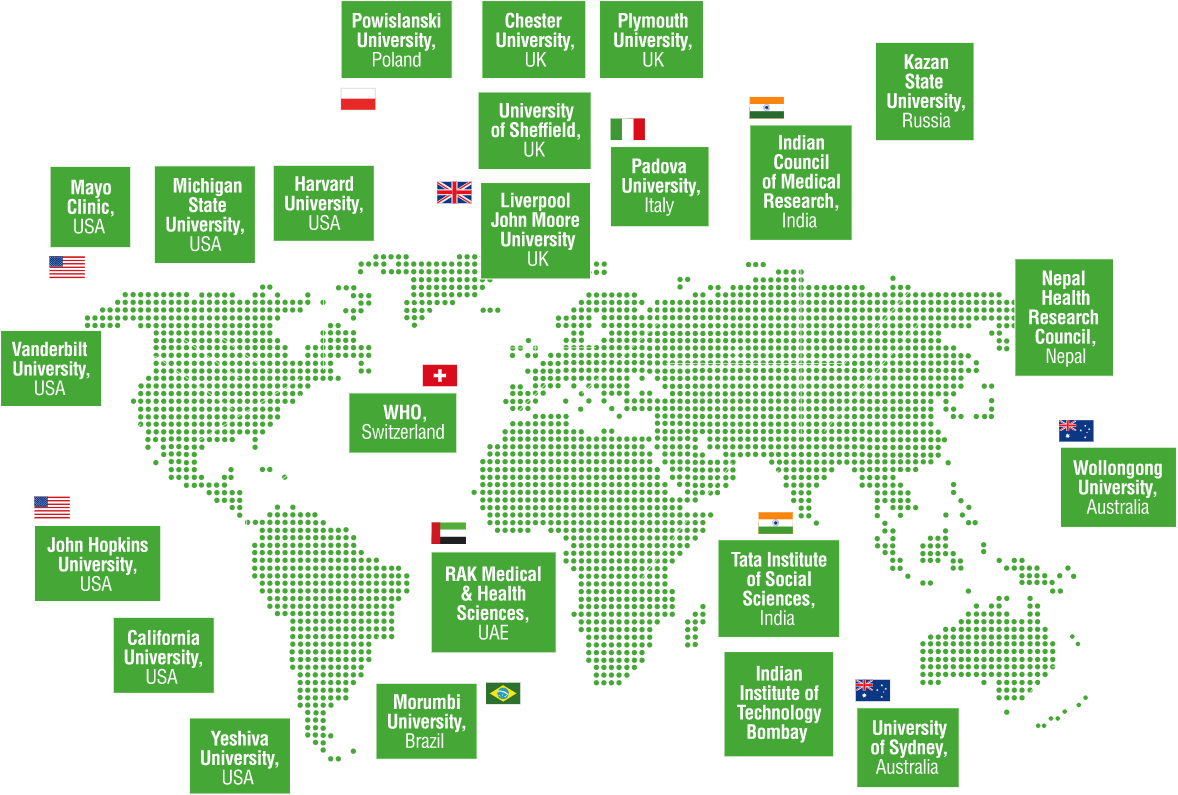 Powislanski
University,
Poland
Chester
University,
UK
Plymouth
University,
UK
Kazan
State
University,
Russia
University
of Sheffield,
UK
Indian
Council
of Medical
Research,
India
Padova
University,
Italy
Mayo
Clinic,
USA
Michigan
State
University,
USA
Harvard
University,
USA
Liverpool
John Moore
University
UK
Nepal
Health
Research
Council,
Nepal
Vanderbilt
University,
USA
WHO,
Switzerland
Wollongong
University,
Australia
John Hopkins
University,
USA
RAK Medical
& Health
Sciences,
UAE
Tata Institute
of Social
Sciences,
India
California
University,
USA
Indian
Institute of
Technology
Bombay
Morumbi
University,
Brazil
University
of Sydney,
Australia
Yeshiva
University,
USA